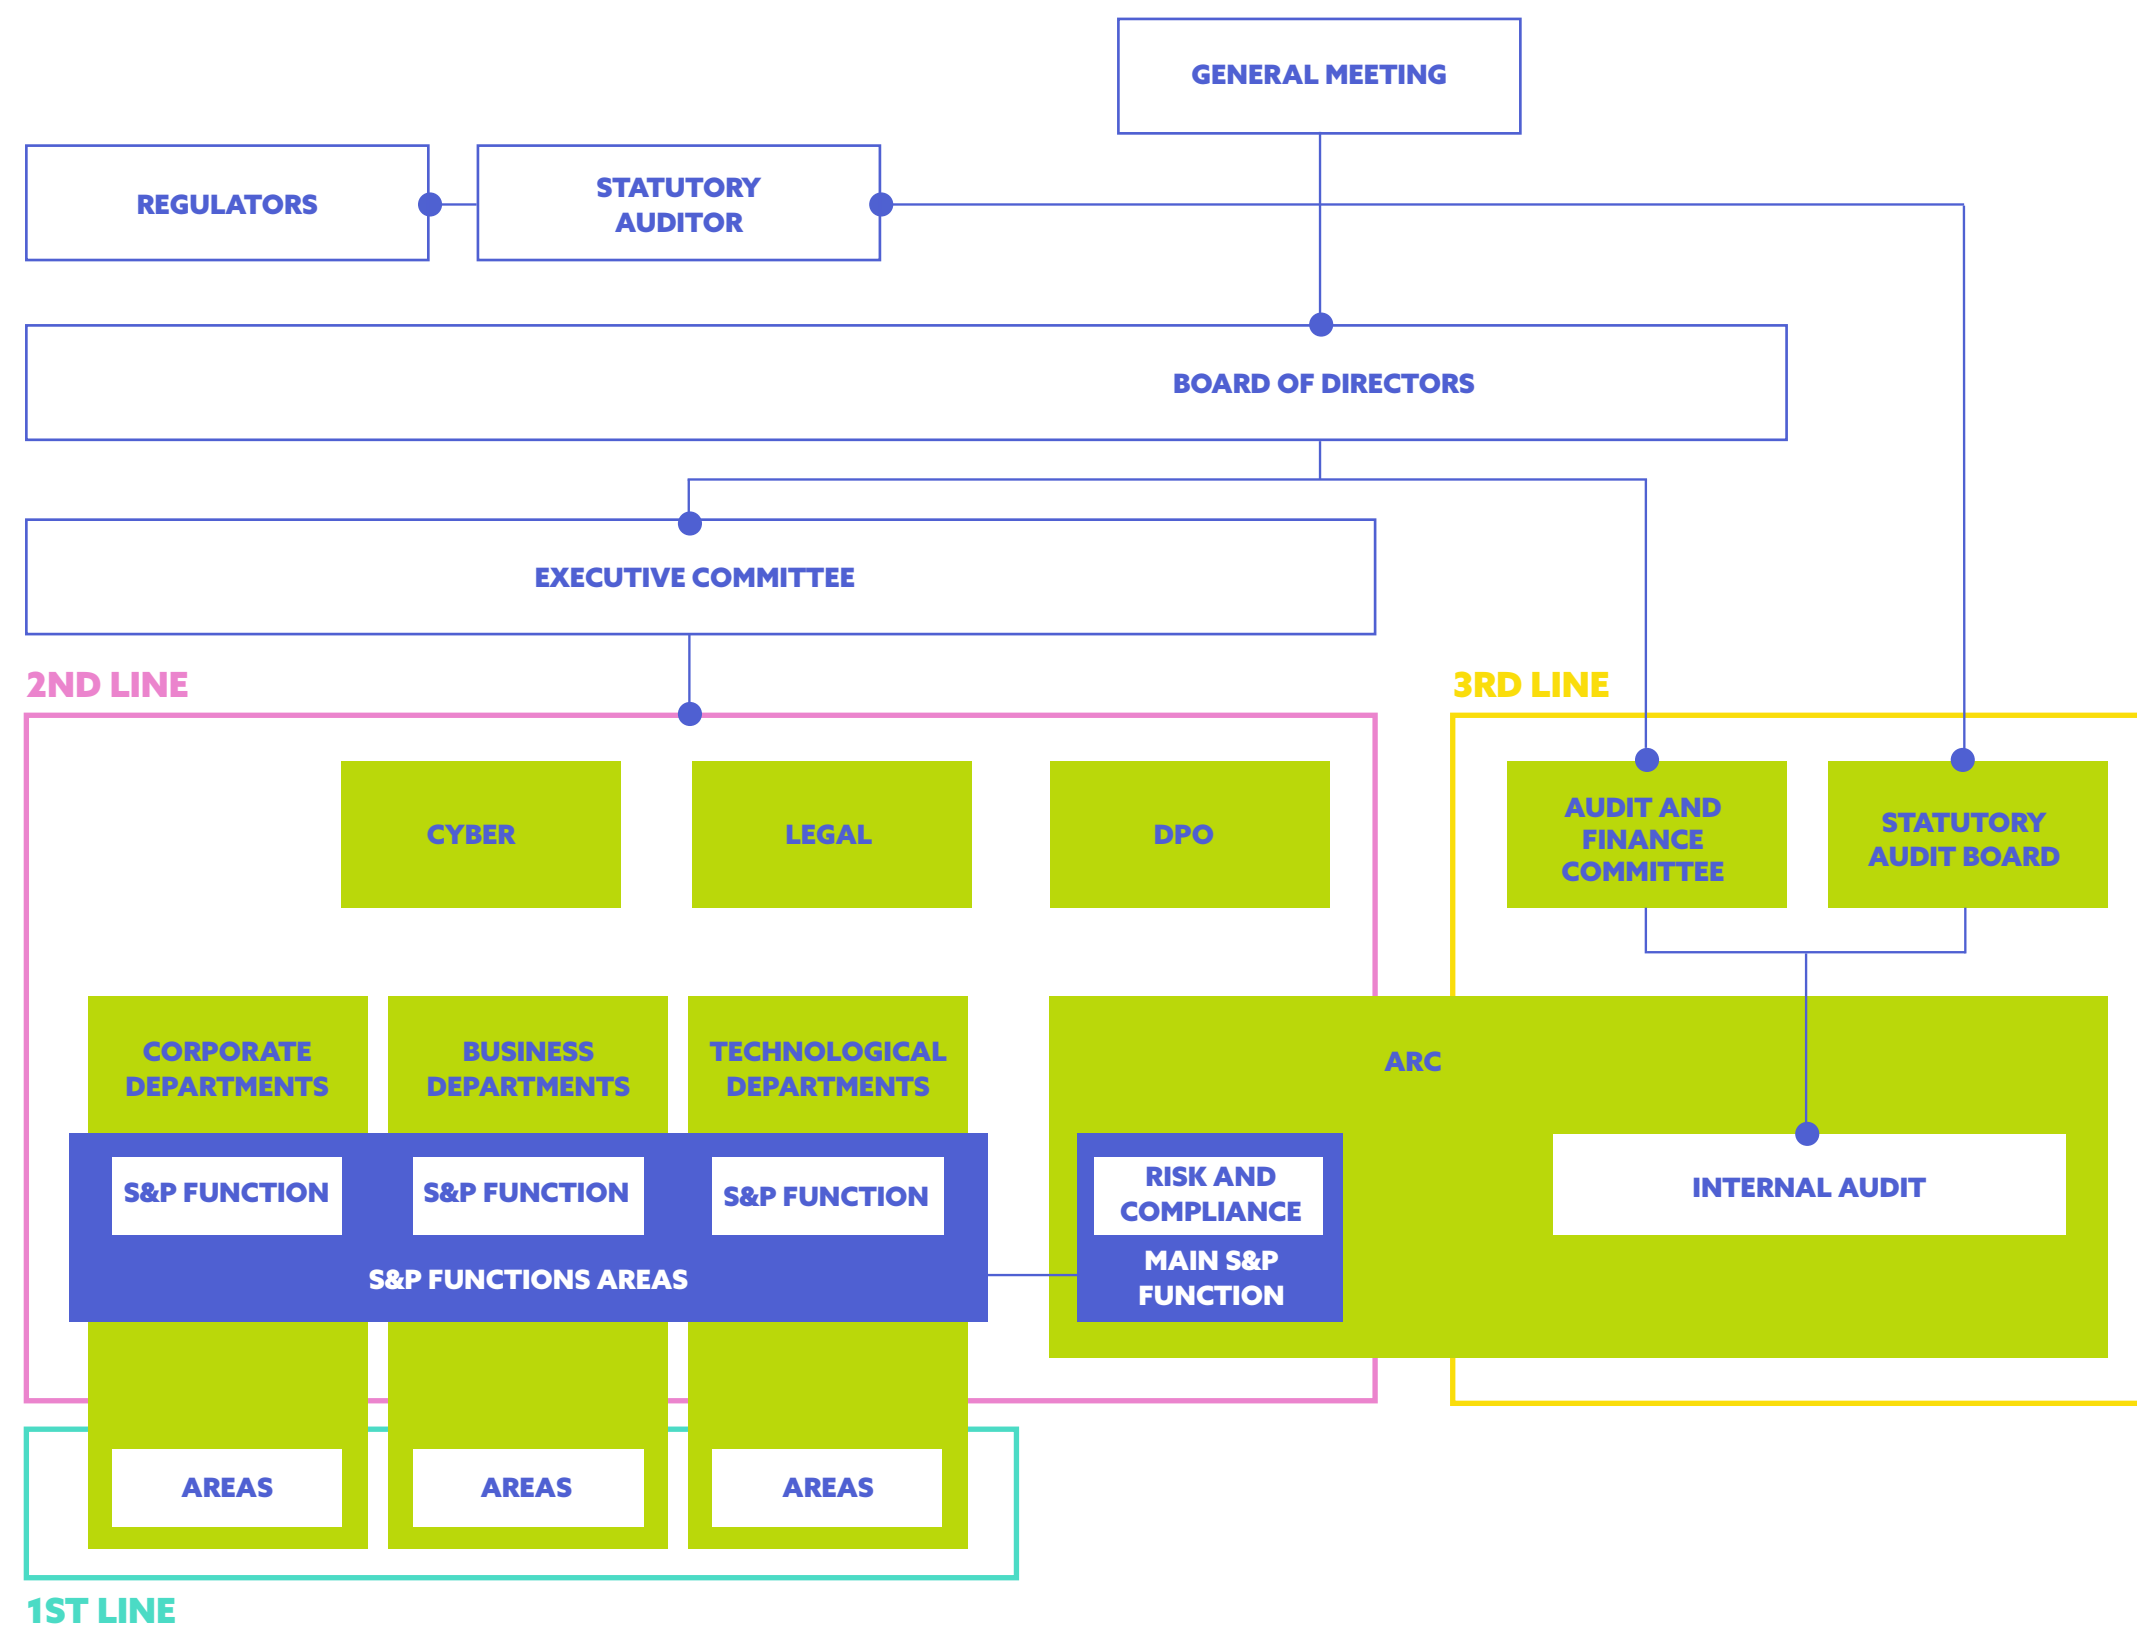 GENERAL MEETING
REGULATORS
STATUTORY
AUDITOR
BOARD OF DIRECTORS
EXECUTIVE COMMITTEE
2ND LINE
3RD LINE
CYBER
LEGAL
DPO
AUDIT AND
FINANCE
COMMITTEE
STATUTORY
AUDIT BOARD
CORPORATE
DEPARTMENTS
BUSINESS
DEPARTMENTS
TECHNOLOGICAL
DEPARTMENTS
ARC
S&P FUNCTION
S&P FUNCTION
S&P FUNCTION
RISK AND
COMPLIANCE
INTERNAL AUDIT
S&P FUNCTIONS AREAS
MAIN S&P
FUNCTION
AREAS
AREAS
AREAS
1ST LINE